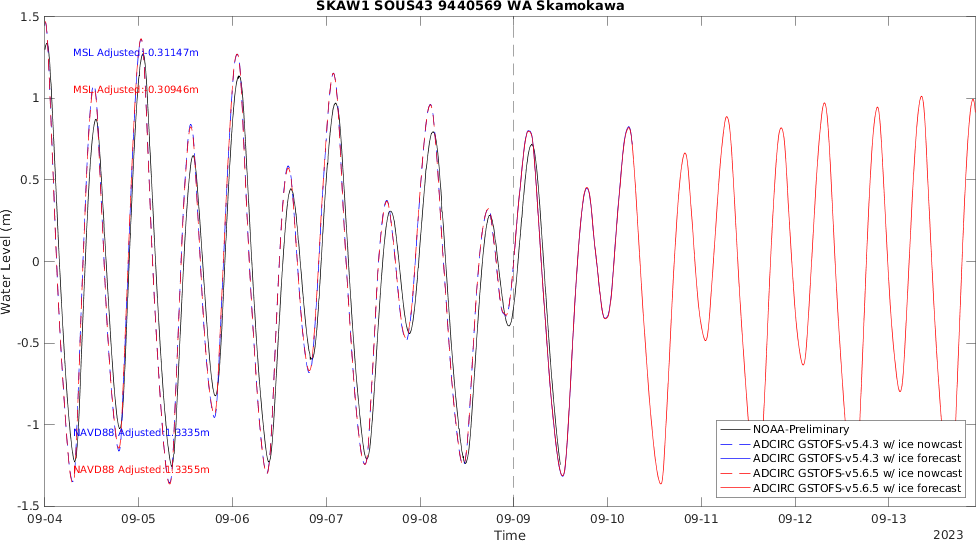 SKAW1 SOUS43 9440569 WA Skamokawa
Water Level (m)
1.5
1
0.5
0
-0.5
-1
-1.5
MSL Adjusted:-0.31147m
MSL Adjusted:-0.30946m
NAVD88 Adjusted:1.3335m
NAVD88 Adjusted:1.3355m
NOAA-Preliminary
ADCIRC GSTOFS-v5.4.3 w/ ice nowcast
ADCIRC GSTOFS-v5.4.3 w/ ice forecast
ADCIRC GSTOFS-v5.6.5 w/ ice nowcast
ADCIRC GSTOFS-v5.6.5 w/ ice forecast
09-04 09-05 09-06 09-07 09-08 09-09 09-10 09-11 09-12 09-13
Time
2023